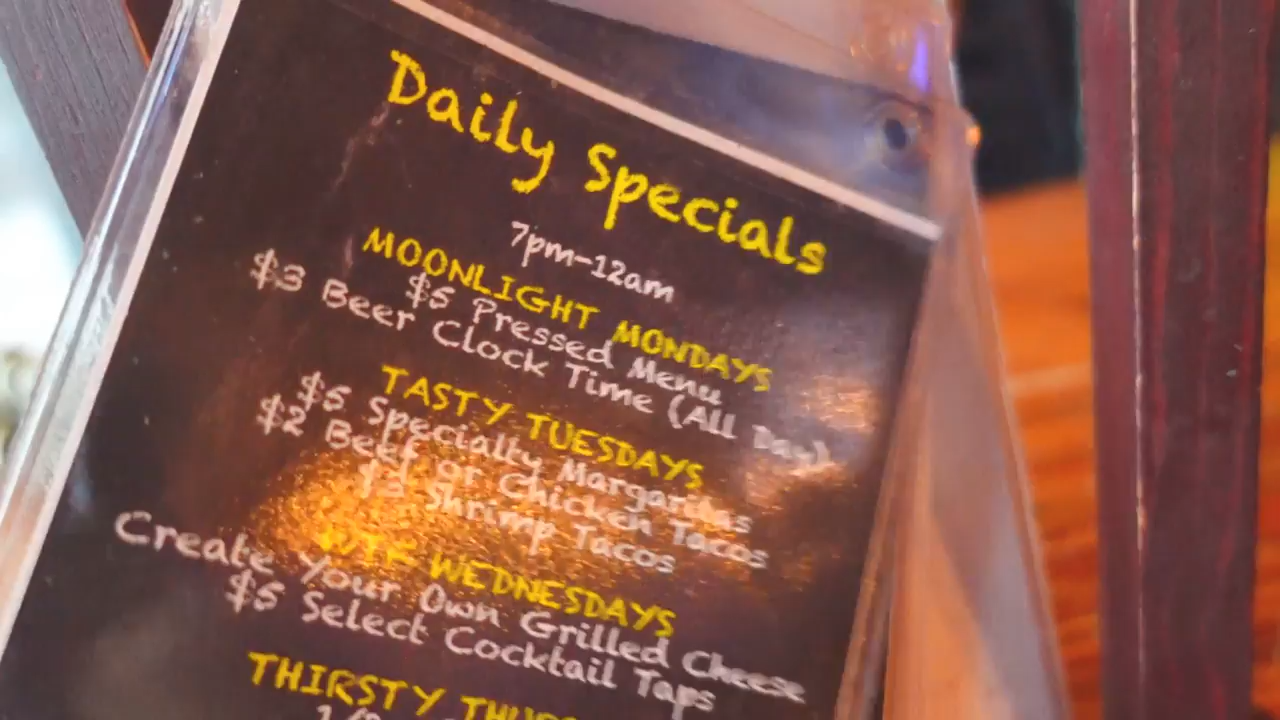 Daily Specials
7pm-12am
MOONLIGHT MONDAYS
$5 Pressed Menu
$3 Beer Clock Time (All Day)
TASTY TUESDAYS
$5 Specialty Margaritas
$2 Beef or Chicken Tacos
$3 Shrimp Tacos
WEDNESDAYS
Create Your Own Grilled Cheese
$5 Select Cocktail Taps
THIRSTY